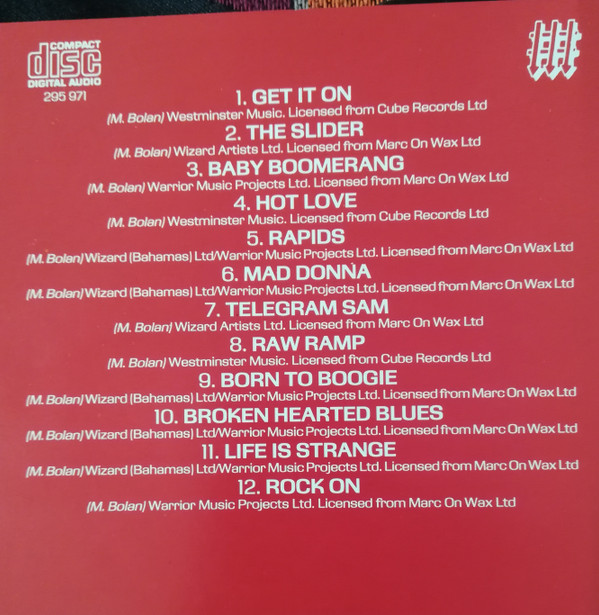 COMPACT
disc
DIGITAL AUDIO
295 971
1. GET IT ON
(M. Bolan) Westminster Music. Licensed from Cube Records Ltd
2. THE SLIDER
(M. Bolan) Wizard Artists Ltd. Licensed from Marc On Wax Ltd
3. BABY BOOMERANG
(M. Bolan) Warrior Music Projects Ltd. Licensed from Marc On Wax Ltd
4. HOT LOVE
(M. Bolan) Westminster Music. Licensed from Cube Records Ltd
5. RAPIDS
(M. Bolan) Wizard (Bahamas) Ltd/Warrior Music Projects Ltd. Licensed from Marc On Wax Ltd
6. MAD DONNA
(M. Bolan) Wizard (Bahamas) Ltd/Warrior Music Projects Ltd. Licensed from Marc On Wax Ltd
7. TELEGRAM SAM
(M. Bolan) Wizard Artists Ltd. Licensed from Marc On Wax Ltd
8. RAW RAMP
(M. Bolan) Westminster Music. Licensed from Cube Records Ltd
9. BORN TO BOOGIE
(M. Bolan) Wizard (Bahamas) Ltd/Warrior Music Projects Ltd. Licensed from Marc On Wax Ltd
10. BROKEN HEARTED BLUES
(M. Bolan) Wizard (Bahamas) Ltd/Warrior Music Projects Ltd. Licensed from Marc On Wax Ltd
11. LIFE IS STRANGE
(M. Bolan) Wizard (Bahamas) Ltd/Warrior Music Projects Ltd. Licensed from Marc On Wax Ltd
12. ROCK ON
(M. Bolan) Warrior Music Projects Ltd. Licensed from Marc On Wax Ltd